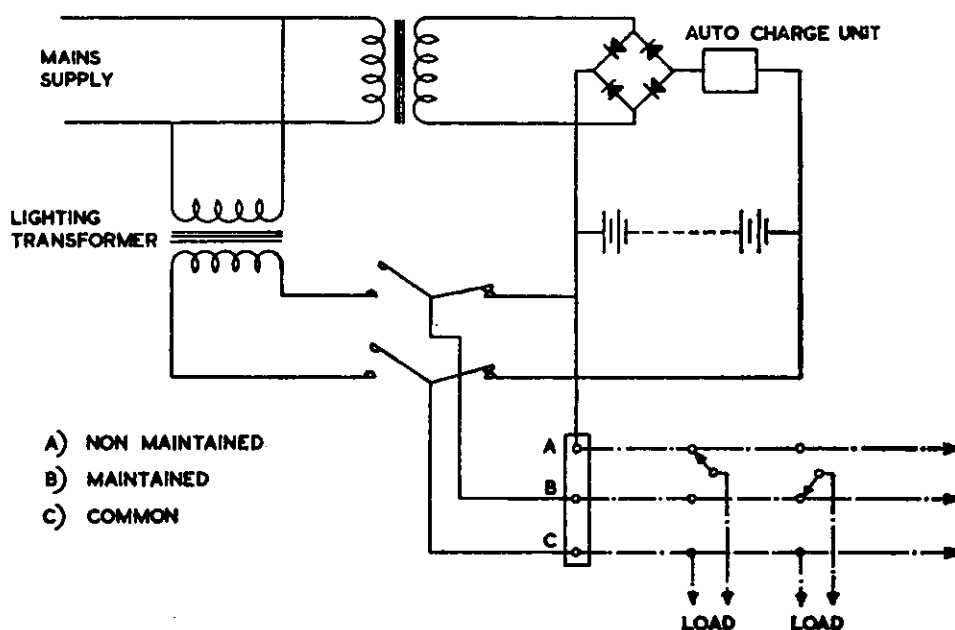 MAINS
SUPPLY
AUTO CHARGE UNIT
LIGHTING
TRANSFORMER
A) NON MAINTAINED
B) MAINTAINED
C) COMMON
A
B
C
LOAD LOAD